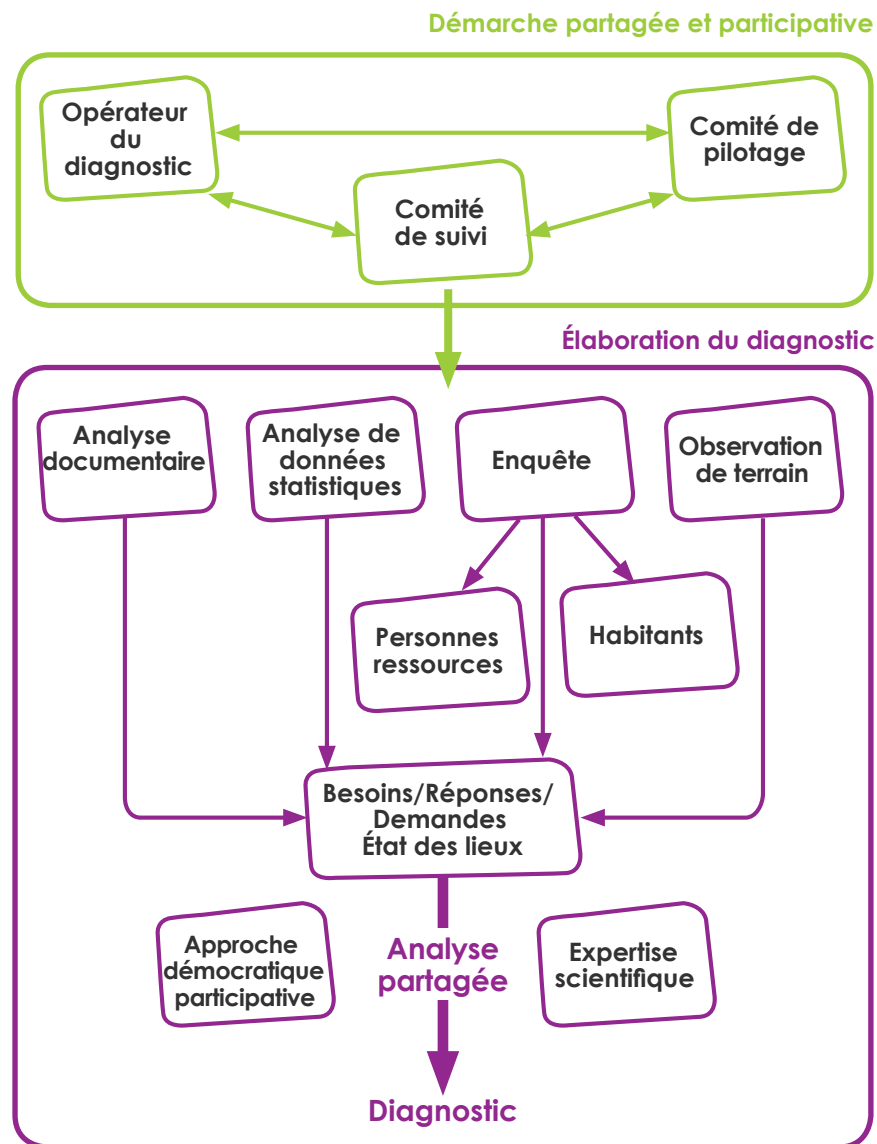 Démarche partagée et participative
Opérateur
du
diagnostic
Comité de
pilotage
Comité
de suivi
Élaboration du diagnostic
Analyse
documentaire
Analyse de
données
statistiques
Enquête
Observation
de terrain
Personnes
ressources
Habitants
Besoins/Réponses/
Demandes
État des lieux
Approche
démocratique
participative
Analyse
partagée
Expertise
scientifique
Diagnostic